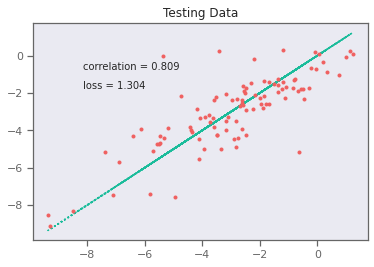 Testing Data
correlation = 0.809
loss = 1.304
0
−2
−4
−6
−8
−8 −6 −4 −2 0